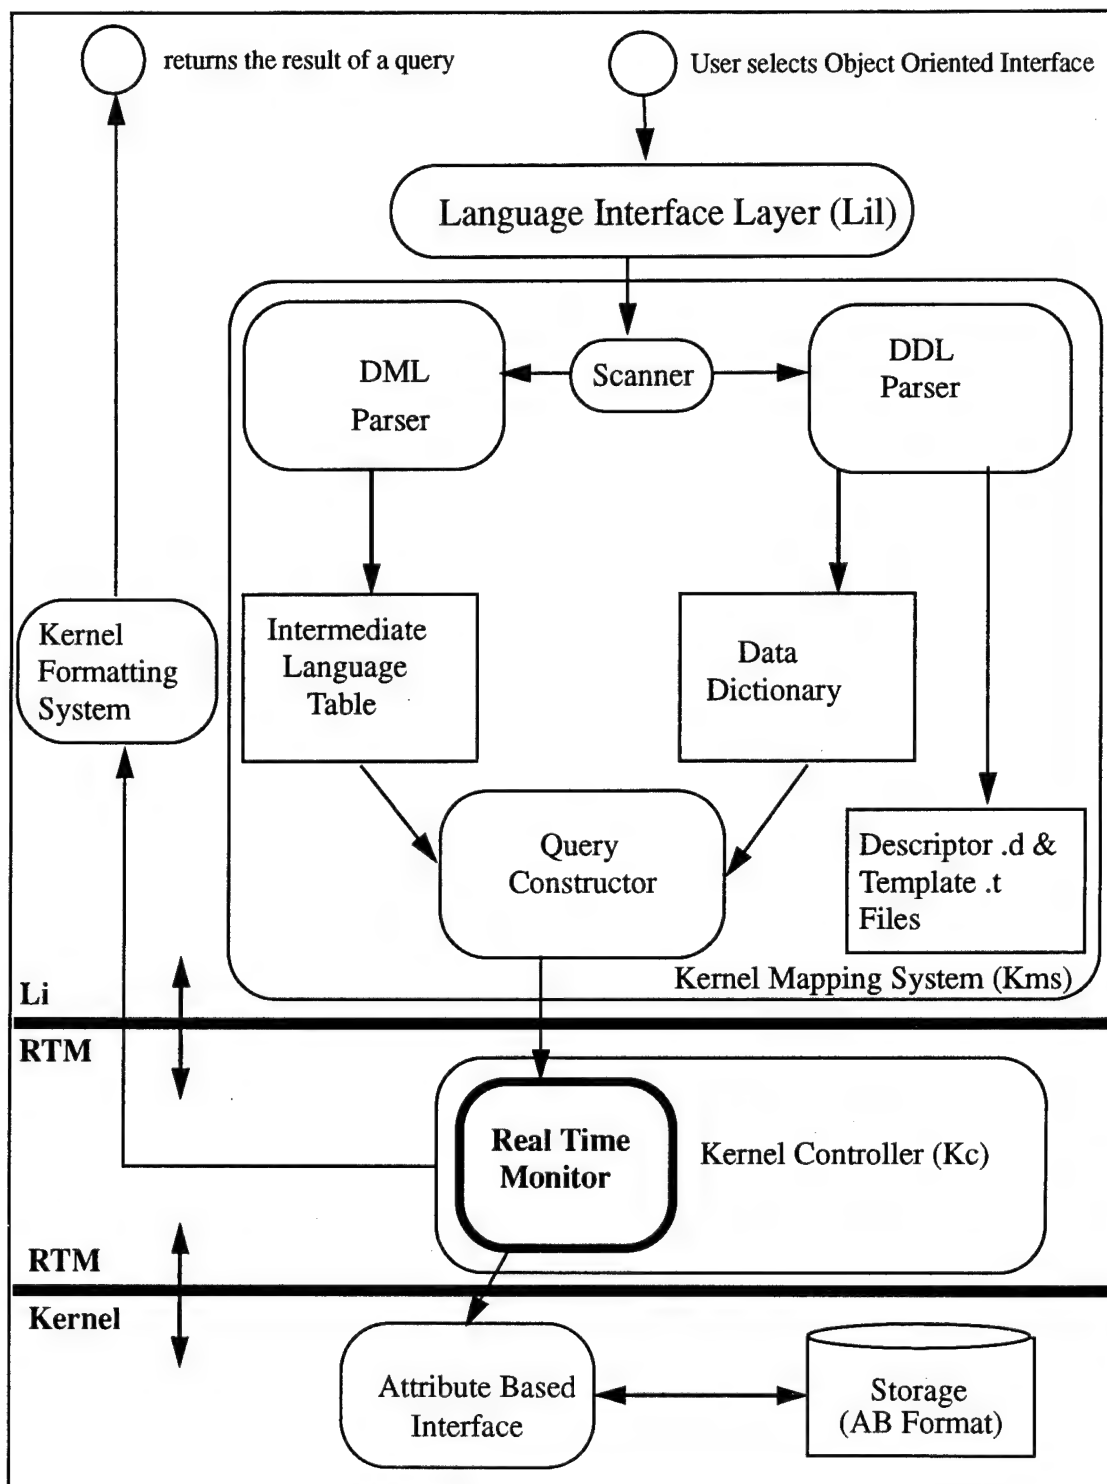 returns the result of a query
User selects Object Oriented Interface
Language Interface Layer (Lil)
DML
Parser
Scanner
DDL
Parser
Kernel
Formatting
System
Intermediate
Language
Table
Data
Dictionary
Query
Constructor
Descriptor .d &
Template .t
Files
Kernel Mapping System (Kms)
Li
RTM
Real Time
Monitor
Kernel Controller (Kc)
RTM
Kernel
Attribute Based
Interface
Storage
(AB Format)